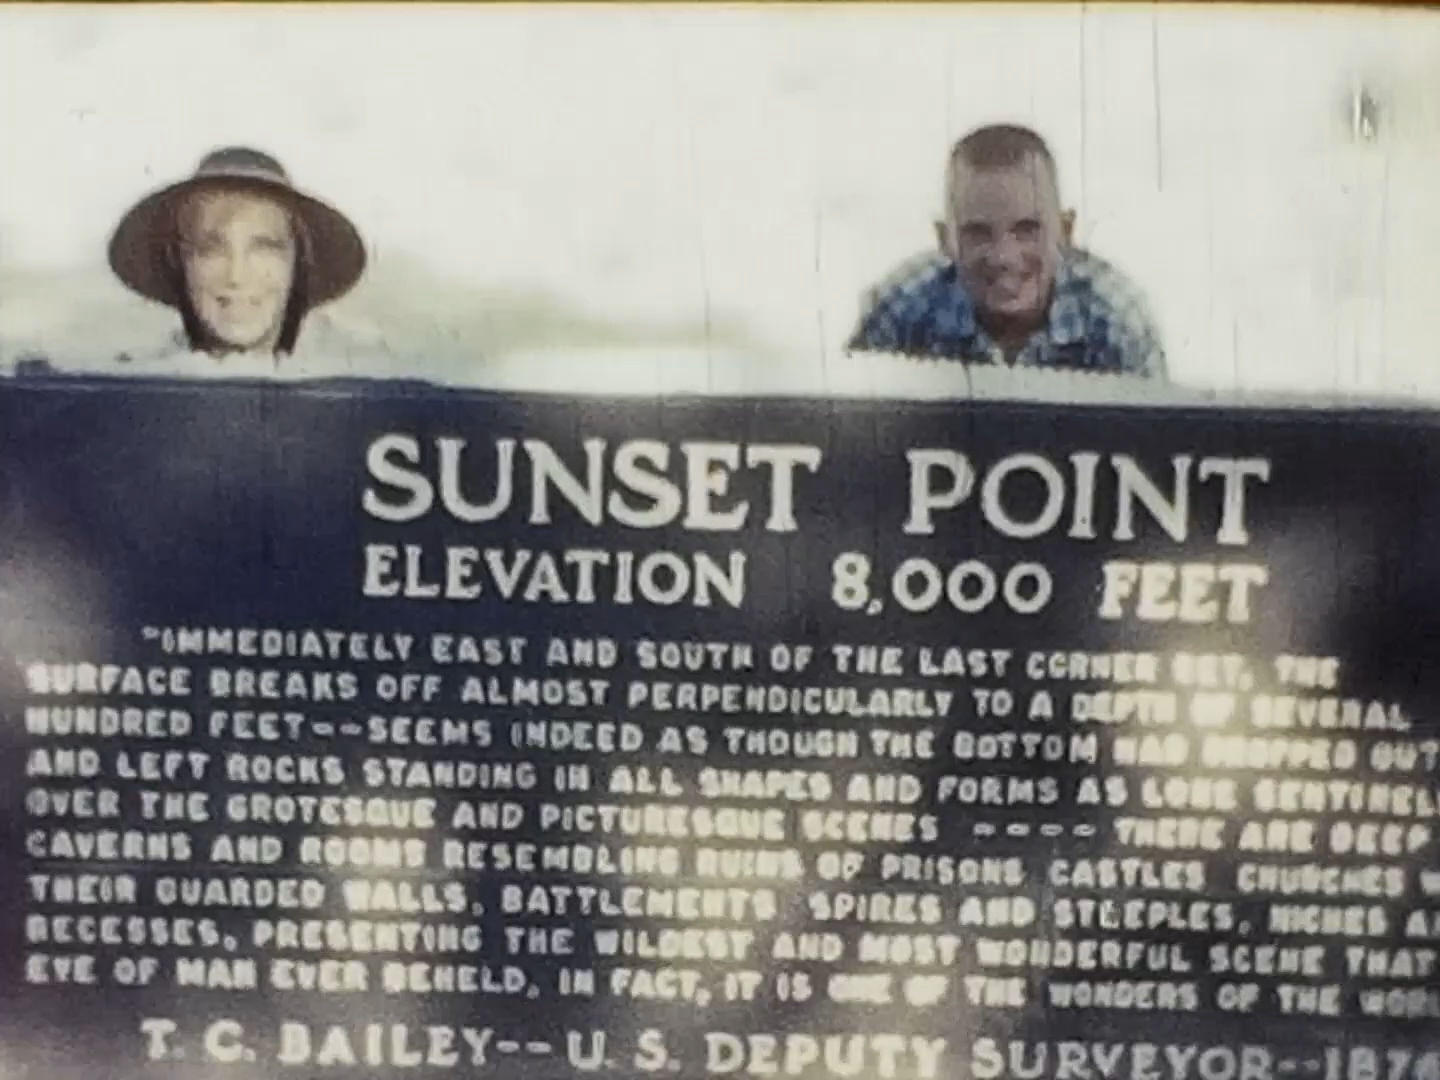 SUNSET POINT
ELEVATION 8,000 FEET
"IMMEDIATELY EAST AND SOUTH OF THE LAST CORNER SET, THE
SURFACE BREAKS OFF ALMOST PERPENDICULARLY TO A DEPTH OF SEVERAL
HUNDRED FEET--SEEMS INDEED AS THOUGH THE BOTTOM HAD DROPPED OUT
AND LEFT ROCKS STANDING IN ALL SHAPES AND FORMS AS LONE SENTINEL
OVER THE GROTESQUE AND PICTURESQUE SCENES ---- THERE ARE DEEP
CAVERNS AND ROOMS RESEMBLING RUINS OF PRISONS CASTLES CHURCHES W
THEIR GUARDED WALLS, BATTLEMENTS SPIRES AND STEEPLES, NICHES A
RECESSES, PRESENTING THE WILDEST AND MOST WONDERFUL SCENE THAT
EYE OF MAN EVER BEHELD, IN FACT, IT IS ONE OF THE WONDERS OF THE WORL
T. C. BAILEY--U. S. DEPUTY SURVEYOR--1876